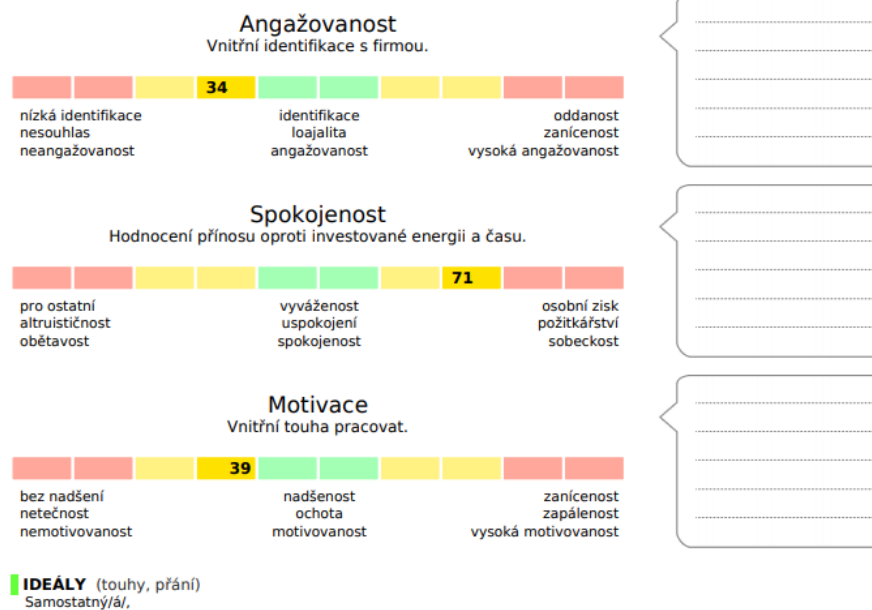 Angažovanost
Vnitřní identifikace s firmou.
34
nízká identifikace identifikace oddanost
nesouhlas loajalita zanícenost
neangažovanost angažovanost vysoká angažovanost
Spokojenost
Hodnocení přínosu oproti investované energii a času.
71
pro ostatní vyváženost osobní zisk
altruističnost uspokojení požitkářství
obětavost spokojenost sobeckost
Motivace
Vnitřní touha pracovat.
39
bez nadšení nadšenost zanícenost
netečnost ochota zapálenost
nemotivovanost motivovanost vysoká motivovanost
IDEÁLY (touhy, přání)
Samostatný/á/,